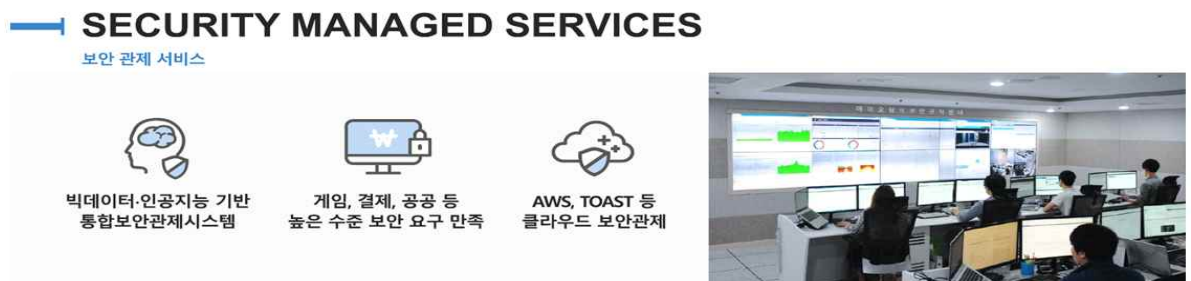 SECURITY MANAGED SERVICES
보안 관제 서비스
빅데이터·인공지능 기반
통합보안관제시스템
₩
게임, 결제, 공공 등
높은 수준 보안 요구 만족
AWS, TOAST 등
클라우드 보안관제